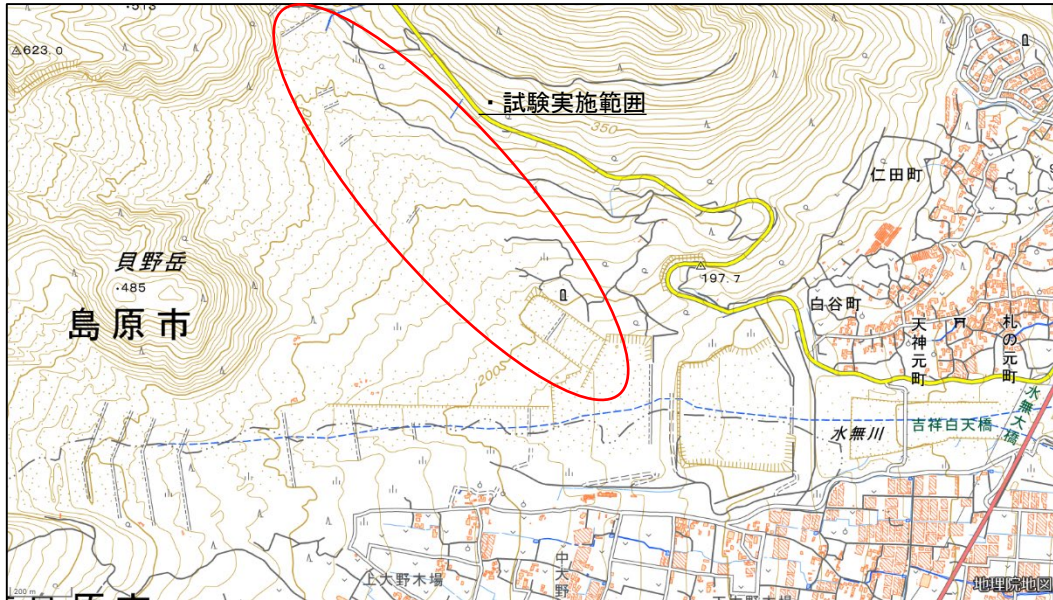 ・513
△623.0
・試験実施範囲
350
仁田町
貝野岳
・485
島原市
197.7
白谷町
天神元町
札の元町
200
水無川
吉祥白天橋
水無大橋
上大野木場
中大野
200 m
地理院地図